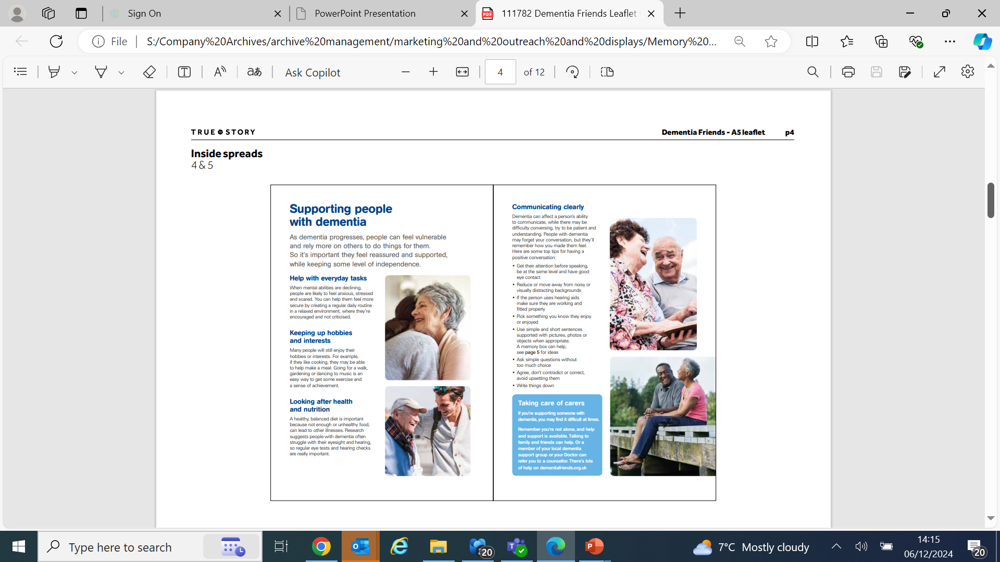 Sign On
PowerPoint Presentation
111782 Dementia Friends Leaflet
File
S:/Company%20Archives/archive%20management/marketing%20and%20outreach%20and%20displays/Memory%20...
Ask Copilot
4
of 12
TRUE STORY
Dementia Friends - A5 leaflet p4
Inside spreads
4 & 5
Supporting people
with dementia
As dementia progresses, people can feel vulnerable
and rely more on others to do things for them.
So it's important they feel reassured and supported,
while keeping some level of independence.
Help with everyday tasks
When mental abilities are declining,
people are likely to feel anxious, stressed
and scared. You can help them feel more
secure by creating a regular daily routine
in a relaxed environment, where they're
encouraged and not criticised.
Keeping up hobbies
and interests
Many people will still enjoy their
hobbies or interests. For example,
if they like cooking, they may be able
to help make a meal. Going for a walk,
gardening or dancing to music is an
easy way to get some exercise and
a sense of achievement.
Looking after health
and nutrition
A healthy, balanced diet is important
because not enough or unhealthy food,
can lead to other illnesses. Research
suggests people with dementia often
struggle with their eyesight and hearing,
so regular eye tests and hearing checks
are really important.
Communicating clearly
Dementia can affect a person's ability
to communicate, while there may be
difficulty conversing, try to be patient and
understanding. People with dementia
may forget your conversation, but they'll
remember how you made them feel.
Here are some top tips for having a
positive conversation:
• Get their attention before speaking,
be at the same level and have good
eye contact
• Reduce or move away from noisy or
visually distracting backgrounds
• If the person uses hearing aids
make sure they are working and
fitted properly
• Pick something you know they enjoy
or enjoyed
• Use simple and short sentences
supported with pictures, photos or
objects when appropriate.
A memory box can help,
see page 5 for ideas
• Ask simple questions without
too much choice
• Agree, don't contradict or correct,
avoid upsetting them
• Write things down
Taking care of carers
If you're supporting someone with
dementia, you may find it difficult at times.
Remember you're not alone, and help
and support is available. Talking to
family and friends can help. Or a
member of your local dementia
support group or your Doctor can
refer you to a counsellor. There's lots
of help on dementiafriends.org.uk
Type here to search
20
7°C Mostly cloudy
14:15
06/12/2024
20